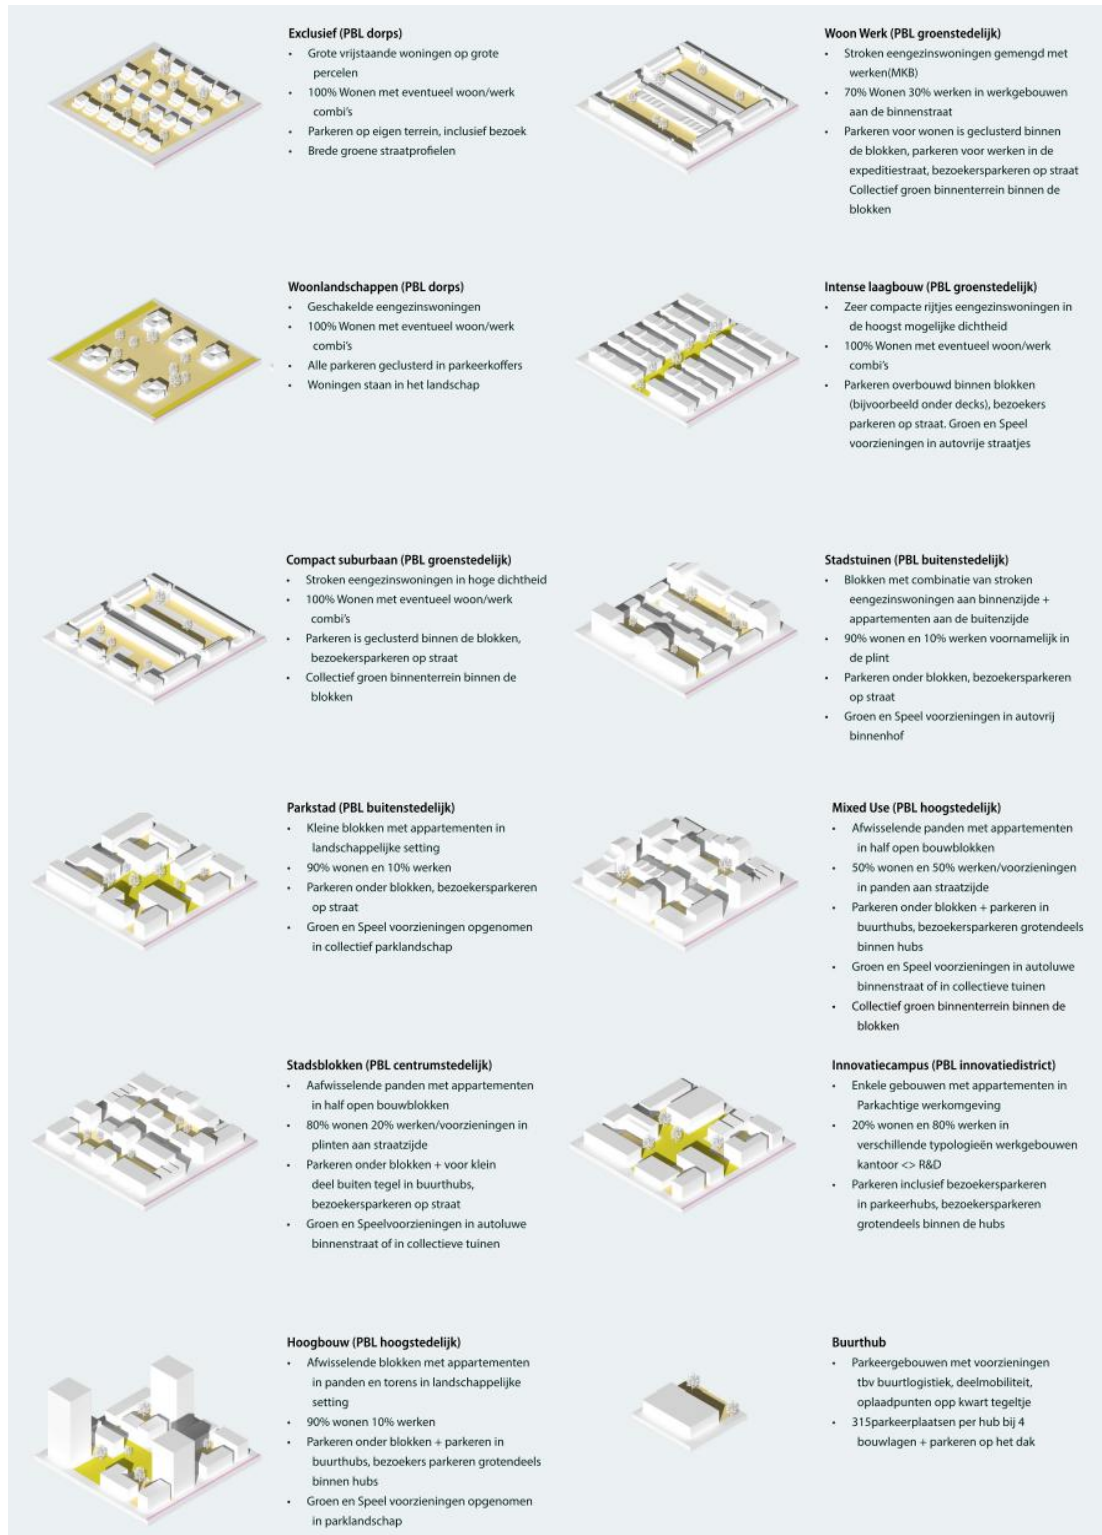 Exclusief (PBL dorps)
• Grote vrijstaande woningen op grote
percelen
• 100% Wonen met eventueel woon/werk
combi's
• Parkeren op eigen terrein, inclusief bezoek
• Brede groene straatprofielen
Woon Werk (PBL groenstedelijk)
• Stroken eengezinswoningen gemengd met
werken(MKB)
• 70% Wonen 30% werken in werkgebouwen
aan de binnenstraat
• Parkeren voor wonen is geclusterd binnen
de blokken, parkeren voor werken in de
expeditiestraat, bezoekersparkeren op straat
Collectief groen binnenterrein binnen de
blokken
Woonlandschappen (PBL dorps)
• Geschakelde eengezinswoningen
• 100% Wonen met eventueel woon/werk
combi's
• Alle parkeren geclusterd in parkeerkoffers
• Woningen staan in het landschap
Intense laagbouw (PBL groenstedelijk)
• Zeer compacte rijtjes eengezinswoningen in
de hoogst mogelijke dichtheid
• 100% Wonen met eventueel woon/werk
combi's
• Parkeren overbouwd binnen blokken
(bijvoorbeeld onder decks), bezoekers
parkeren op straat. Groen en Speel
voorzieningen in autovrije straatjes
Compact suburbaan (PBL groenstedelijk)
• Stroken eengezinswoningen in hoge dichtheid
• 100% Wonen met eventueel woon/werk
combi's
• Parkeren is geclusterd binnen de blokken,
bezoekersparkeren op straat
• Collectief groen binnenterrein binnen de
blokken
Stadstuinen (PBL buitenstedelijk)
• Blokken met combinatie van stroken
eengezinswoningen aan binnenzijde +
appartementen aan de buitenzijde
• 90% wonen en 10% werken voornamelijk in
de plint
• Parkeren onder blokken, bezoekersparkeren
op straat
• Groen en Speel voorzieningen in autovrij
binnenhof
Parkstad (PBL buitenstedelijk)
• Kleine blokken met appartementen in
landschappelijke setting
• 90% wonen en 10% werken
• Parkeren onder blokken, bezoekersparkeren
op straat
• Groen en Speel voorzieningen opgenomen
in collectief parklandschap
Mixed Use (PBL hoogstedelijk)
• Afwisselende panden met appartementen
in half open bouwblokken
• 50% wonen en 50% werken/voorzieningen
in panden aan straatzijde
• Parkeren onder blokken + parkeren in
buurthubs, bezoekersparkeren grotendeels
binnen hubs
• Groen en Speel voorzieningen in autoluwe
binnenstraat of in collectieve tuinen
• Collectief groen binnenterrein binnen de
blokken
Stadsblokken (PBL centrumstedelijk)
• Aafwisselende panden met appartementen
in half open bouwblokken
• 80% wonen 20% werken/voorzieningen in
plinten aan straatzijde
• Parkeren onder blokken + voor klein
deel buiten tegel in buurthubs,
bezoekersparkeren op straat
• Groen en Speelvoorzieningen in autoluwe
binnenstraat of in collectieve tuinen
Innovatiecampus (PBL innovatiedistrict)
• Enkele gebouwen met appartementen in
Parkachtige werkomgeving
• 20% wonen en 80% werken in
verschillende typologieën werkgebouwen
kantoor <> R&D
• Parkeren inclusief bezoekersparkeren
in parkeerhubs, bezoekersparkeren
grotendeels binnen de hubs
Hoogbouw (PBL hoogstedelijk)
• Afwisselende blokken met appartementen
in panden en torens in landschappelijke
setting
• 90% wonen 10% werken
• Parkeren onder blokken + parkeren in
buurthubs, bezoekers parkeren grotendeels
binnen hubs
• Groen en Speel voorzieningen opgenomen
in parklandschap
Buurthub
• Parkeergebouwen met voorzieningen
tbv buurtlogistiek, deelmobiliteit,
oplaadpunten opp kwart tegeltje
• 315parkeerplaatsen per hub bij 4
bouwlagen + parkeren op het dak